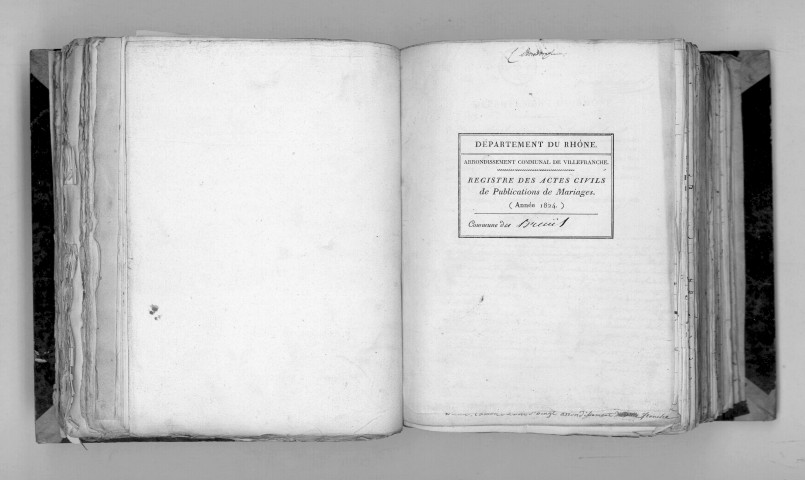 DÉPARTEMENT DU RHÔNE.
ARRONDISSEMENT COMMUNAL DE VILLEFRANCHE.
REGISTRE DES ACTES CIVILS
de Publications de Mariages.
( Année 1824. )
Commune de Breuil